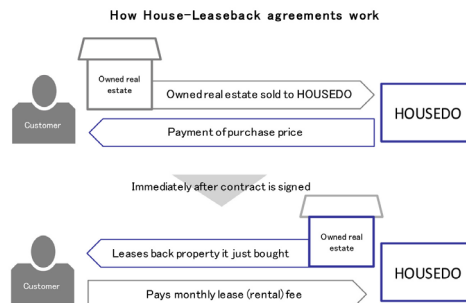 How House-Leaseback agreements work
Owned real
estate
Owned real estate sold to HOUSEDO
HOUSEDO
Customer
Payment of purchase price
Immediately after contract is signed
Owned real
estate
Leases back property it just bought
HOUSEDO
Customer
Pays monthly lease (rental) fee